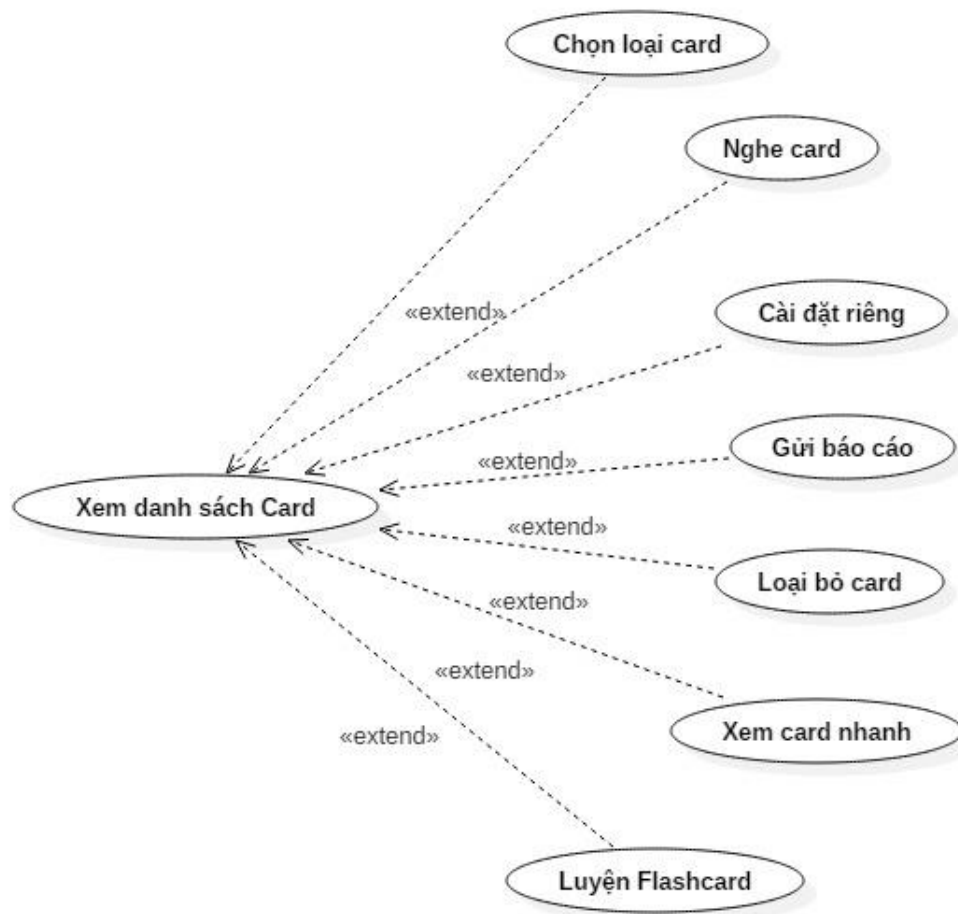 Chọn loại card
Nghe card
«extend»
Cài đặt riêng
«extend»
Gửi báo cáo
«extend»
Xem danh sách Card
«extend»
Loại bỏ card
«extend»
«extend»
Xem card nhanh
«extend»
Luyện Flashcard